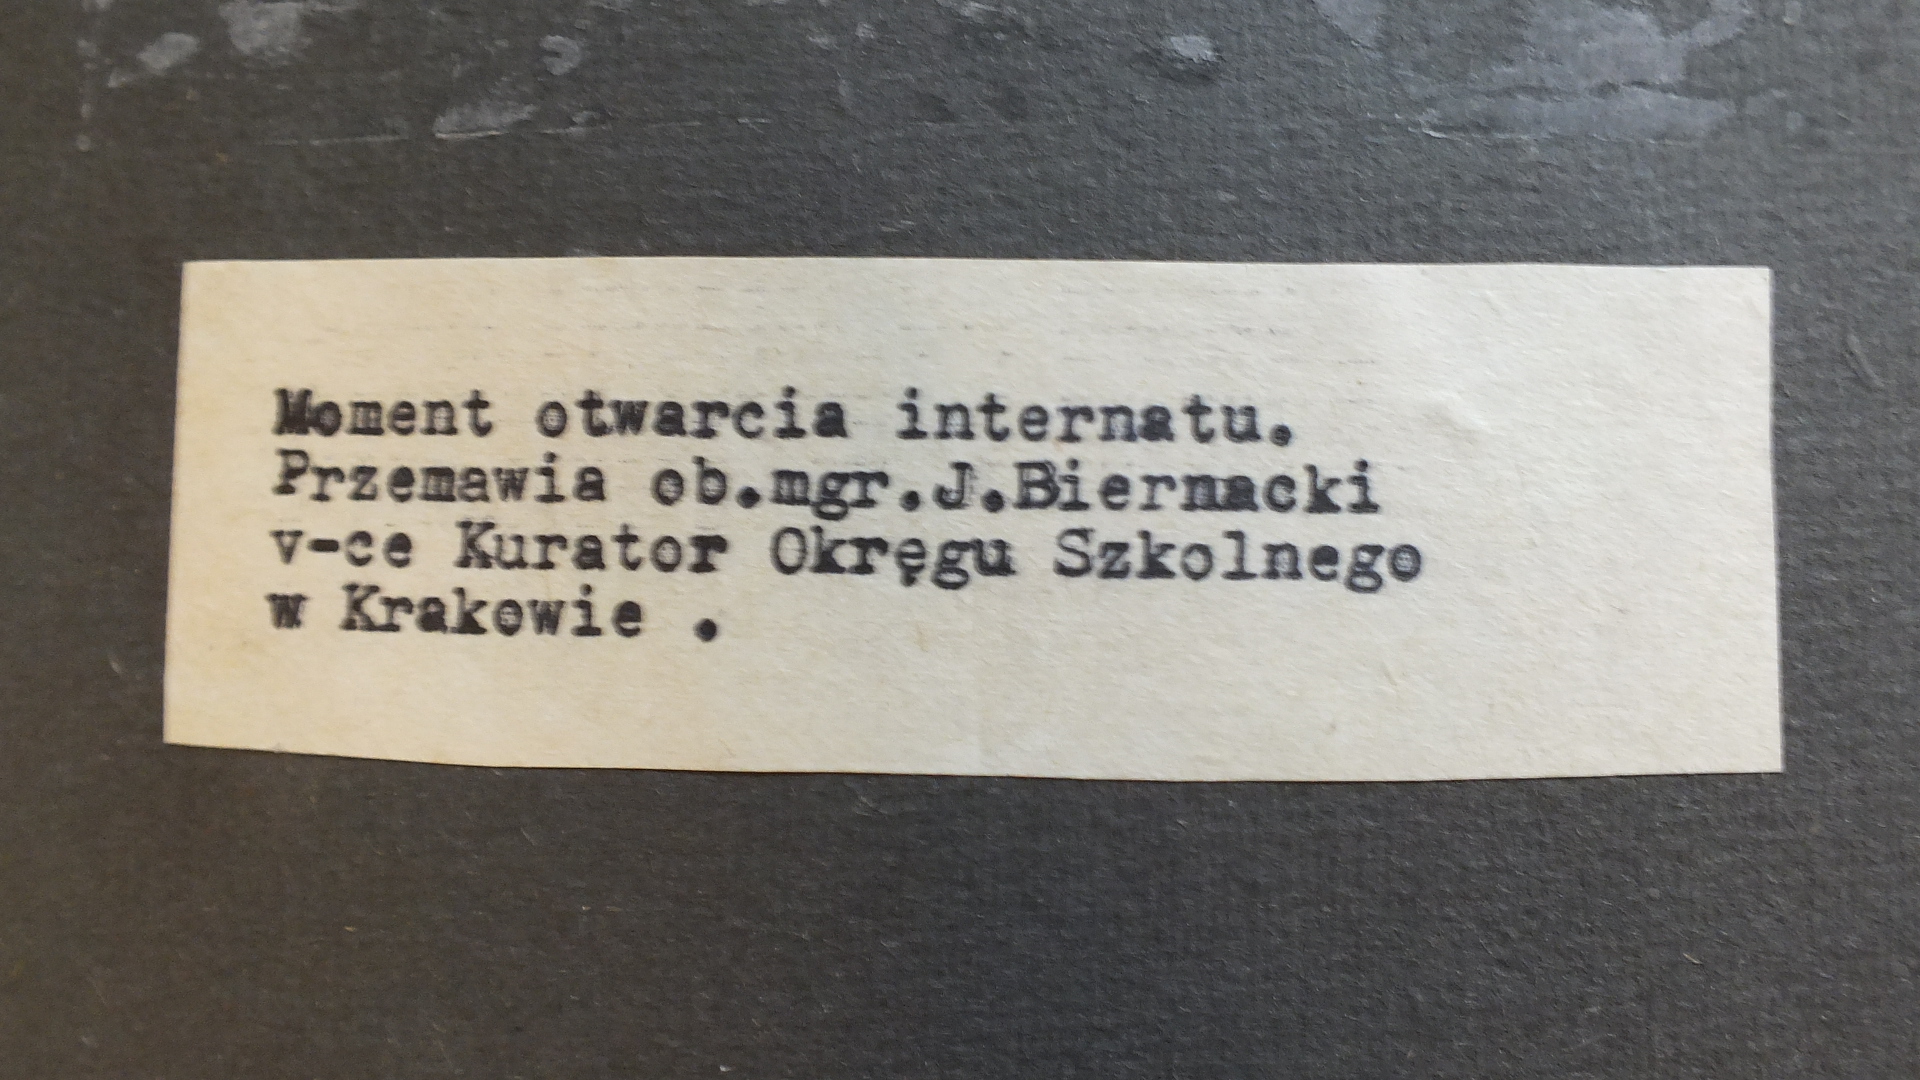 Moment otwarcia internatu.
Przemawia ob.mgr.J.Biernacki
v-ce Kurator Okręgu Szkolnego
w Krakowie .